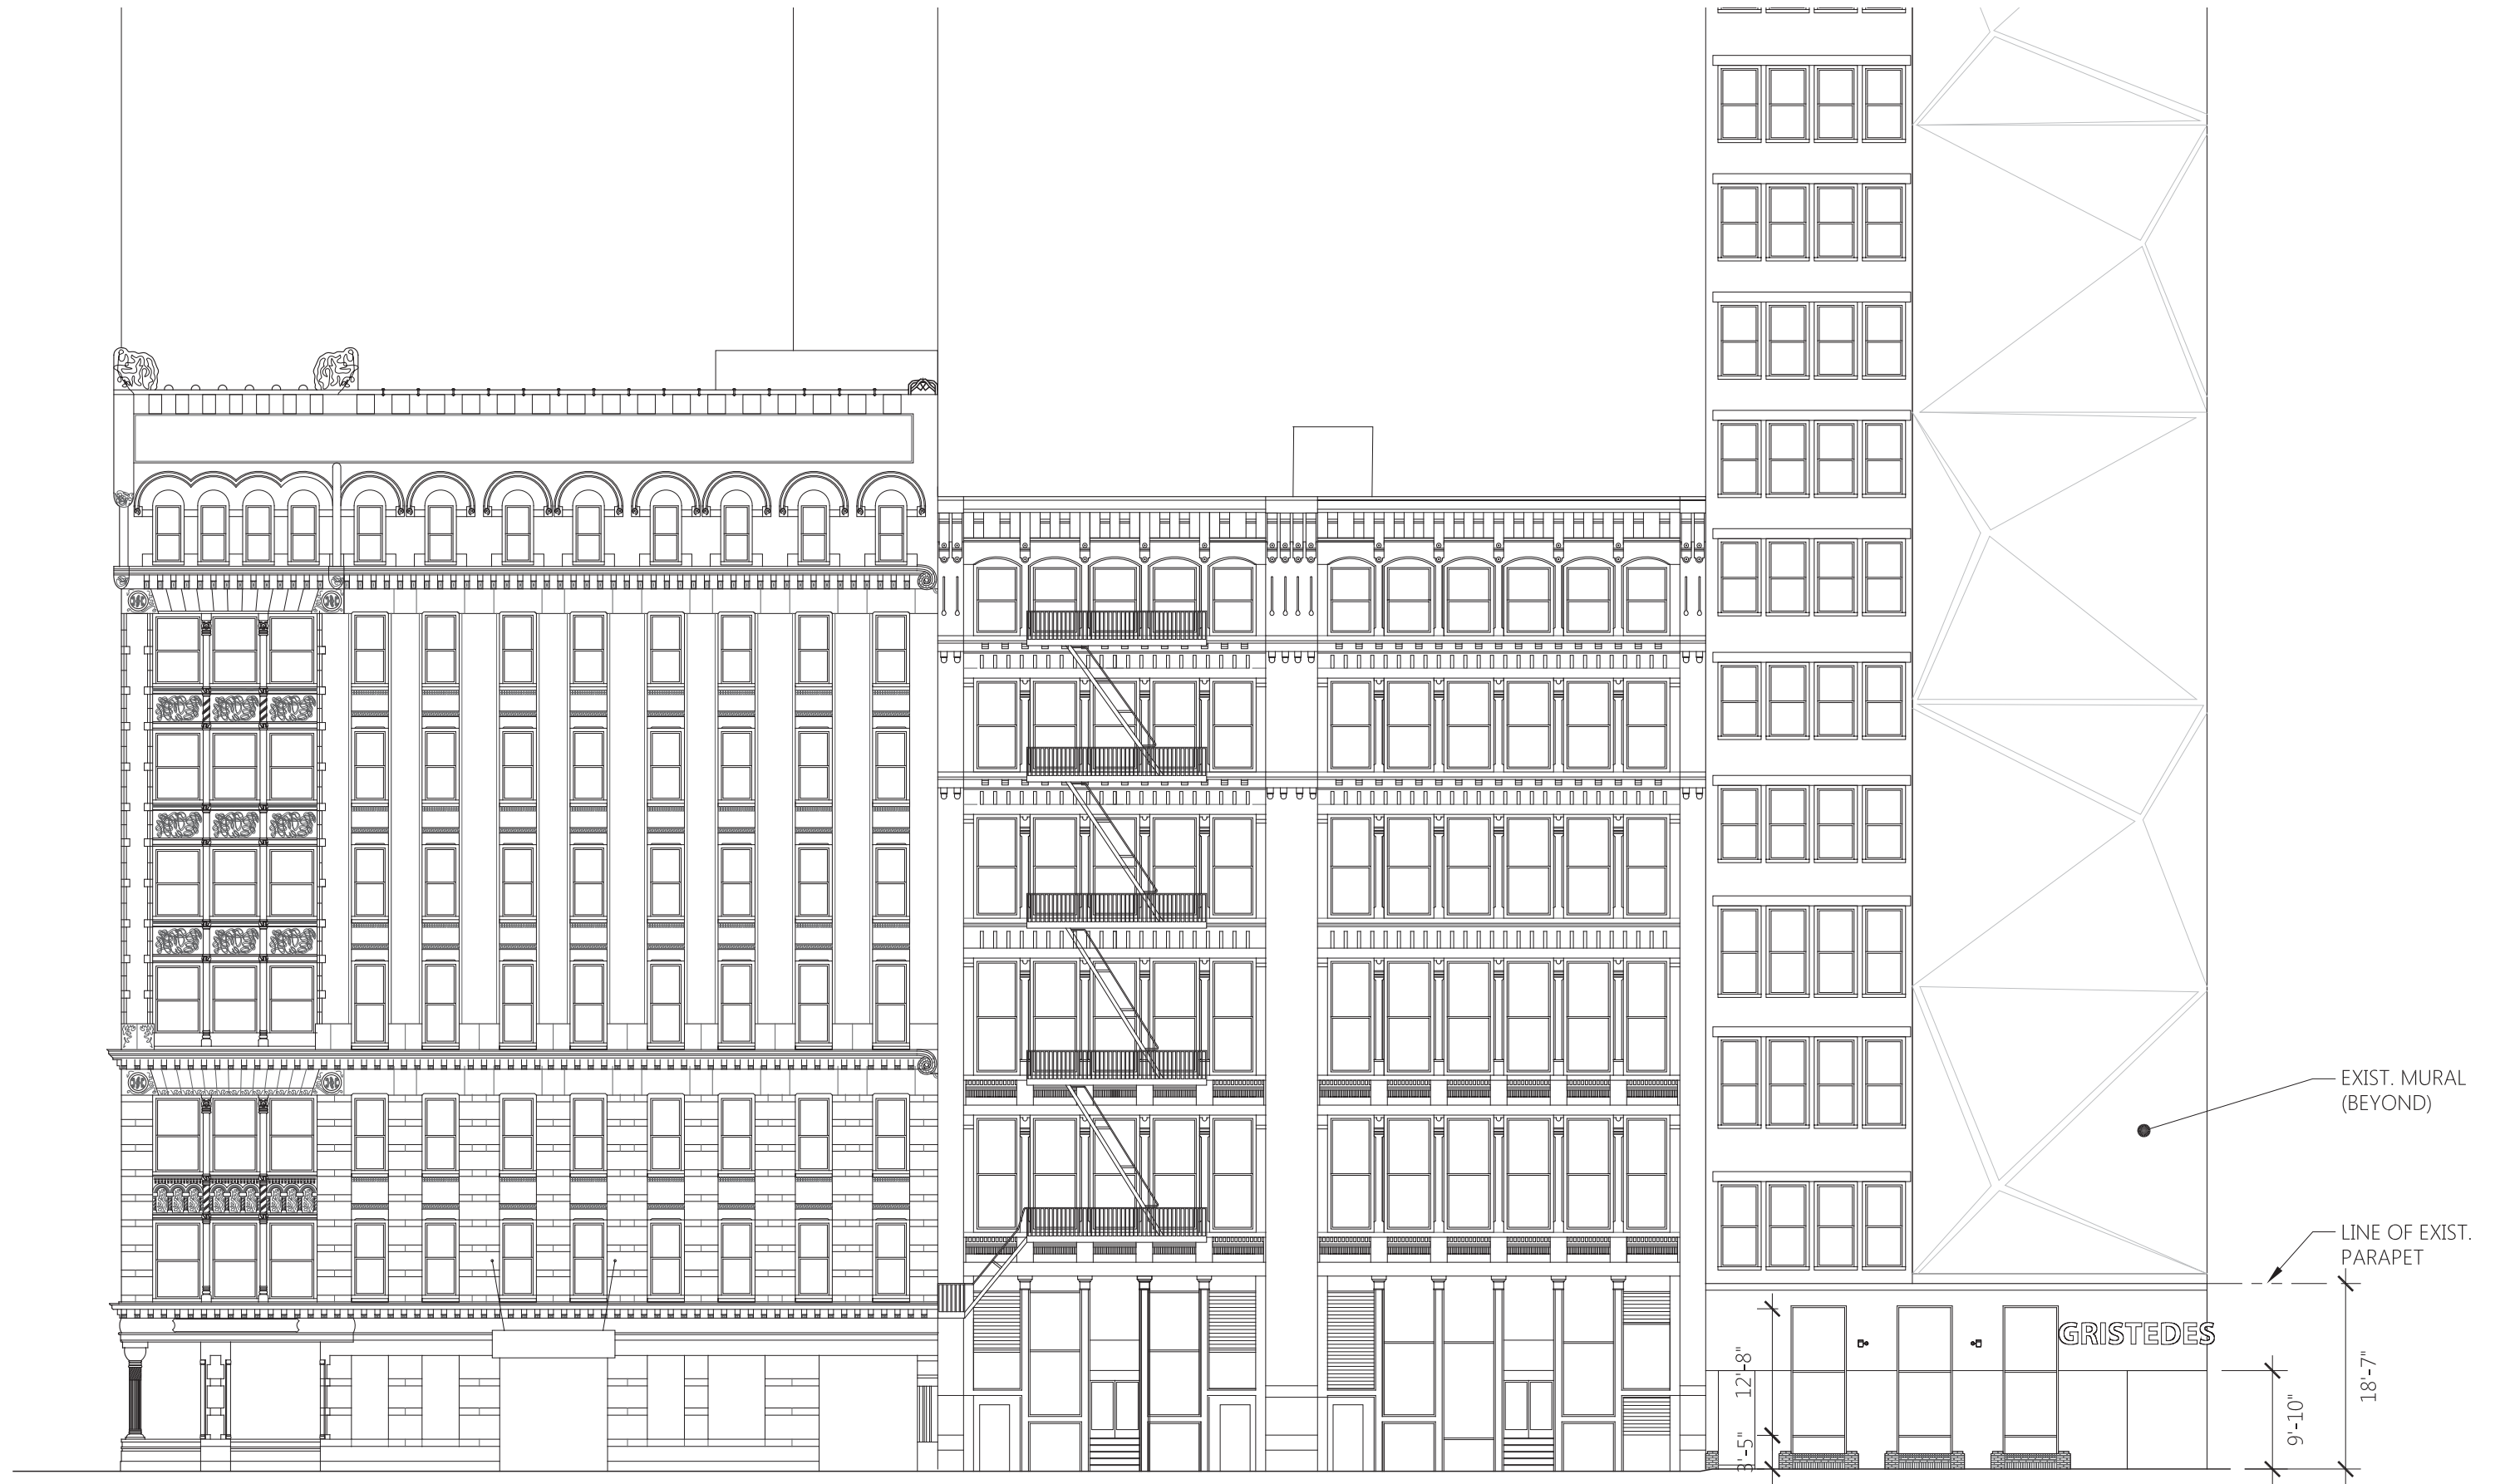 EXIST. MURAL
(BEYOND)
LINE OF EXIST.
PARAPET
GRISTEDES
12'-8"
18'-7"
9'-10"
3'-5"